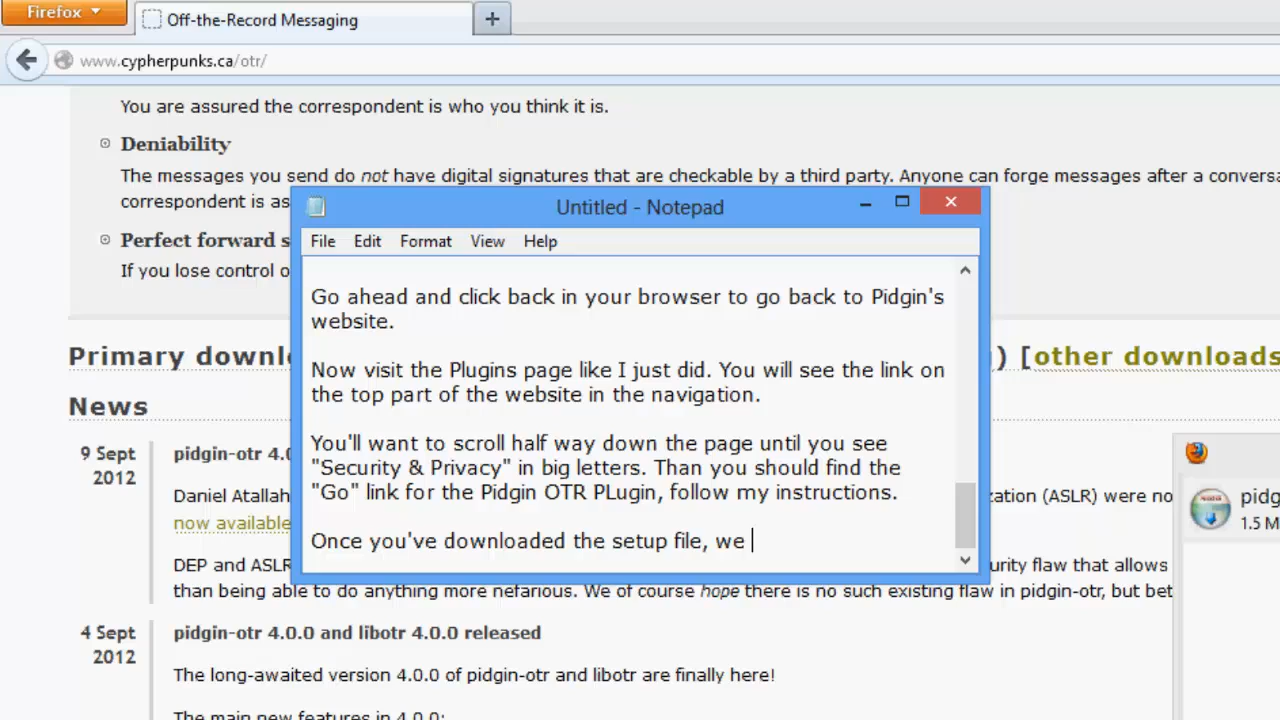 Firefox
Off-the-Record Messaging
www.cypherpunks.ca/otr/
You are assured the correspondent is who you think it is.
Deniability
The messages you send do not have digital signatures that are checkable by a third party. Anyone can forge messages after a
correspondent is
Perfect forward
If you lose control
Untitled - Notepad
File Edit Format View Help
Go ahead and click back in your browser to go back to Pidgin's
website.
Now visit the Plugins page like I just did. You will see the link on
the top part of the website in the navigation.
You'll want to scroll half way down the page until you see
"Security & Privacy" in big letters. Than you should find the
"Go" link for the Pidgin OTR PLugin, follow my instructions.
Once you've downloaded the setup file, we
Primary
) [other downloads
News
9 Sept
2012
pidgin-otr
Daniel Atallah
(ASLR) were
now available
DEP and
flaw that allows
than being able to do anything more nefarious. We of course hope there is no such existing flaw in pidgin-otr, but
4 Sept
2012
pidgin-otr 4.0.0 and libotr 4.0.0 released
The long-awaited version 4.0.0 of pidgin-otr and libotr are finally here!
The main new features in 4.0.0:
1.5